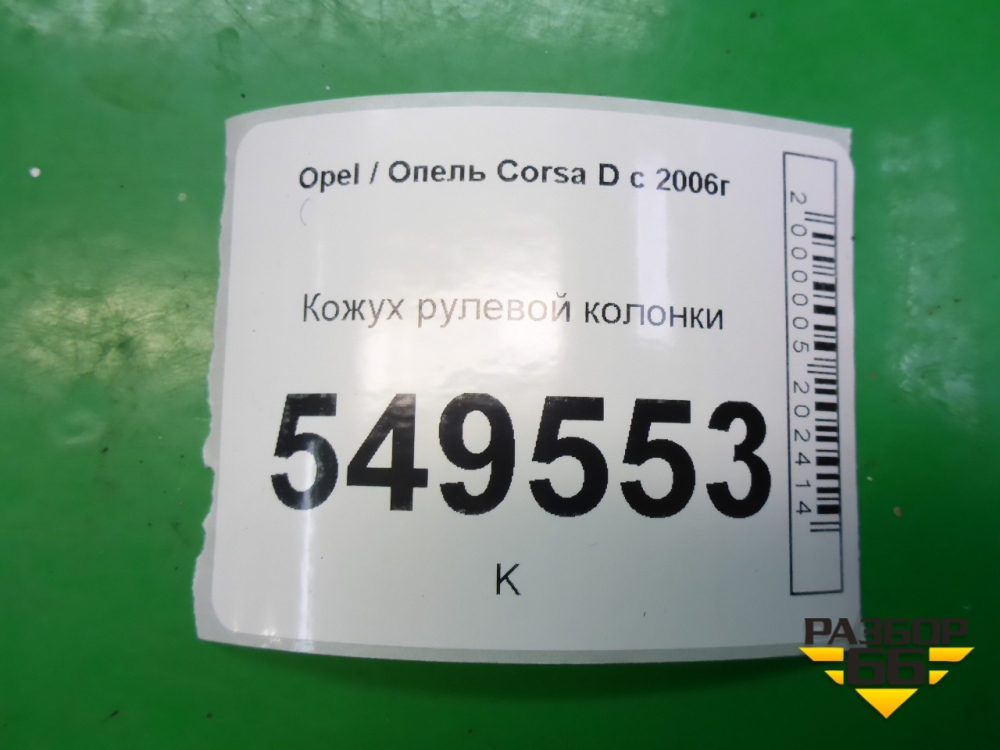 Opel / Опель Corsa D с 2006г
Кожух рулевой колонки
549553
К
2000005202414
РАЗБОР
66